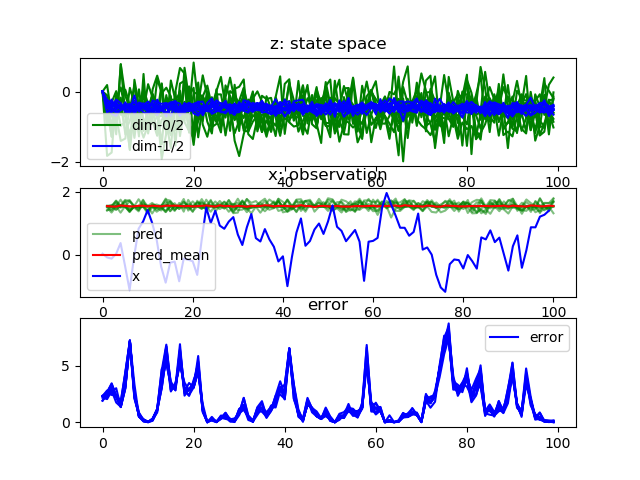 z: state space
0
−2
dim-0/2
dim-1/2
0 20 40 60 80 100
x: observation
2
0
pred
pred_mean
x
0 20 40 60 80 100
error
5
0
error
0 20 40 60 80 100